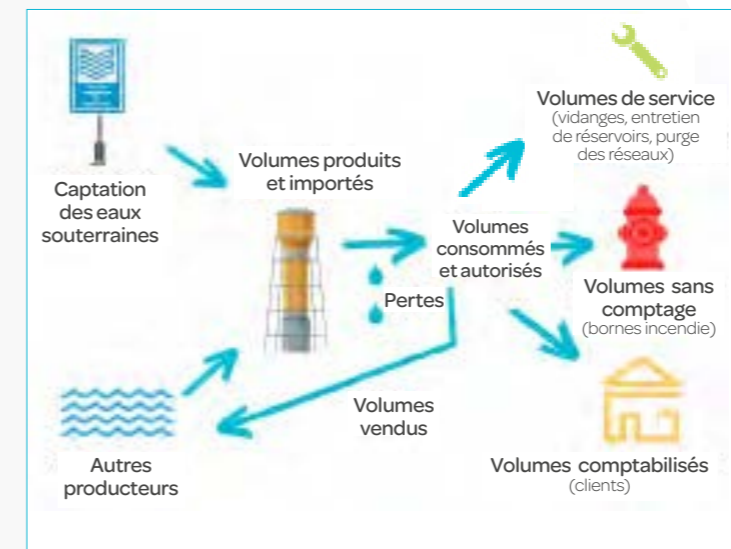 Captation
des eaux
souterraines
Volumes produits
et importés
Pertes
Autres
producteurs
Volumes
vendus
Volumes
consommés
et autorisés
Volumes de service
(vidanges, entretien
de réservoirs, purge
des réseaux)
Volumes sans
comptage
(bornes incendie)
Volumes comptabilisés
(clients)